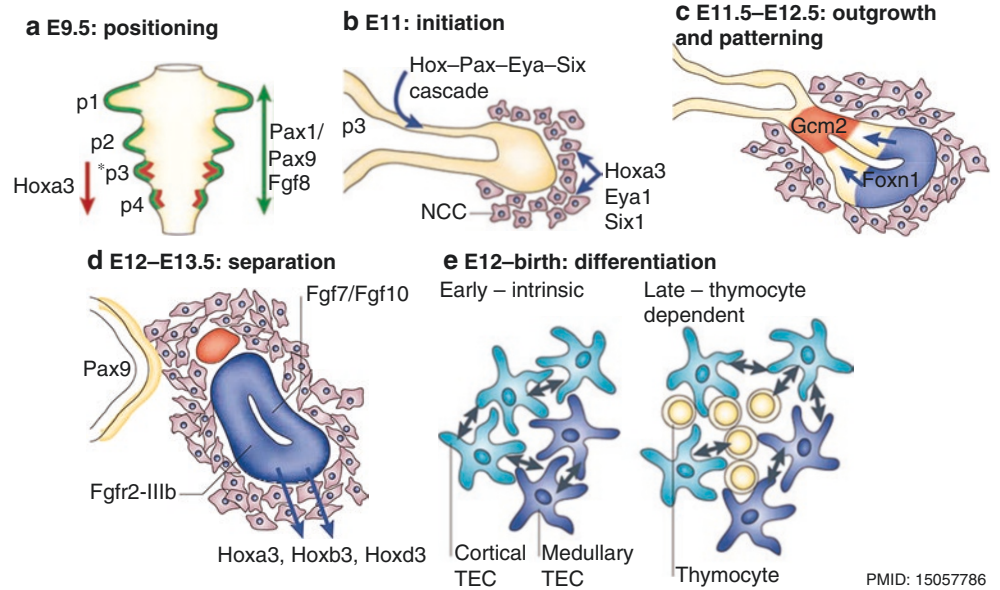 a E9.5: positioning
p1
p2
*p3
p4
Hoxa3
Pax1/
Pax9
Fgf8
b E11: initiation
Hox–Pax–Eya–Six
cascade
p3
NCC
Hoxa3
Eya1
Six1
c E11.5–E12.5: outgrowth
and patterning
Gcm2
Foxn1
d E12–E13.5: separation
Fgf7/Fgf10
Pax9
Fgfr2-IIIb
Hoxa3, Hoxb3, Hoxd3
e E12–birth: differentiation
Early – intrinsic
Late – thymocyte
dependent
Cortical
TEC
Medullary
TEC
Thymocyte
PMID: 15057786